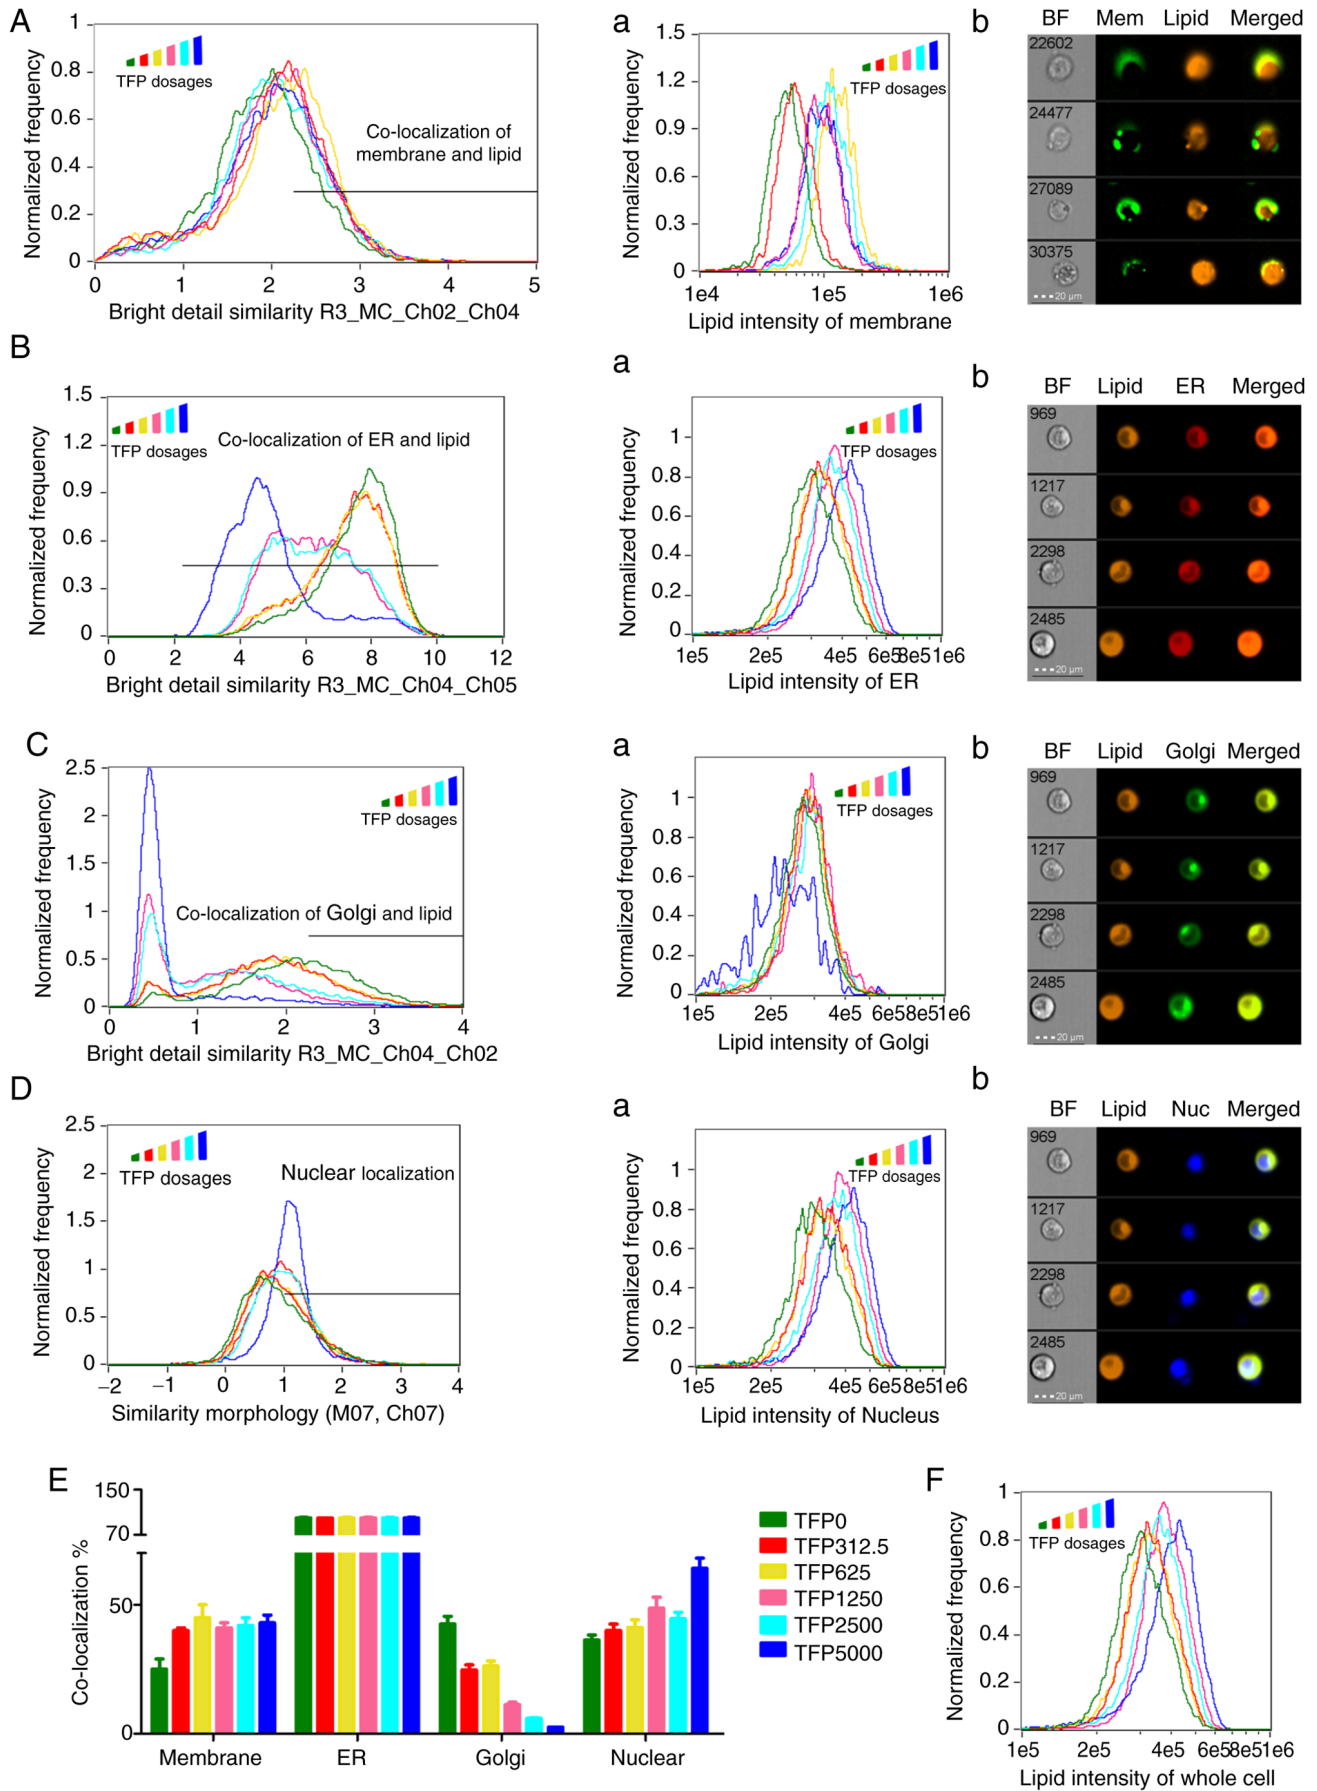 A
1
0.8
0.6
0.4
0.2
0
Normalized frequency
TFP dosages
Co-localization of
membrane and lipid
0 1 2 3 4 5
Bright detail similarity R3_MC_Ch02_Ch04
a
1.5
1.2
0.9
0.6
0.3
0
Normalized frequency
TFP dosages
1e4 1e5 1e6
Lipid intensity of membrane
b
BF Mem Lipid Merged
22602
24477
27089
30375
20 µm
B
1.5
1.2
0.9
0.6
0.3
0
Normalized frequency
TFP dosages
Co-localization of ER and lipid
0 2 4 6 8 10 12
Bright detail similarity R3_MC_Ch04_Ch05
a
1
0.8
0.6
0.4
0.2
0
Normalized frequency
TFP dosages
1e5 2e5 4e5 6e5 8e5 1e6
Lipid intensity of ER
b
BF Lipid ER Merged
969
1217
2298
2485
20 µm
C
2.5
2
1.5
1
0.5
0
Normalized frequency
TFP dosages
Co-localization of Golgi and lipid
0 1 2 3 4
Bright detail similarity R3_MC_Ch04_Ch02
a
1
0.8
0.6
0.4
0.2
0
Normalized frequency
TFP dosages
1e5 2e5 4e5 6e5 8e5 1e6
Lipid intensity of Golgi
b
BF Lipid Golgi Merged
969
1217
2298
2485
20 µm
D
2.5
2
1.5
1
0.5
0
Normalized frequency
TFP dosages
Nuclear localization
−2 −1 0 1 2 3 4
Similarity morphology (M07, Ch07)
a
1
0.8
0.6
0.4
0.2
0
Normalized frequency
TFP dosages
1e5 2e5 4e5 6e5 8e5 1e6
Lipid intensity of Nucleus
b
BF Lipid Nuc Merged
969
1217
2298
2485
20 µm
E
150
70
50
0
Co-localization %
Membrane ER Golgi Nuclear
TFP0
TFP312.5
TFP625
TFP1250
TFP2500
TFP5000
F
1
0.8
0.6
0.4
0.2
0
Normalized frequency
TFP dosages
1e5 2e5 4e5 6e5 8e5 1e6
Lipid intensity of whole cell